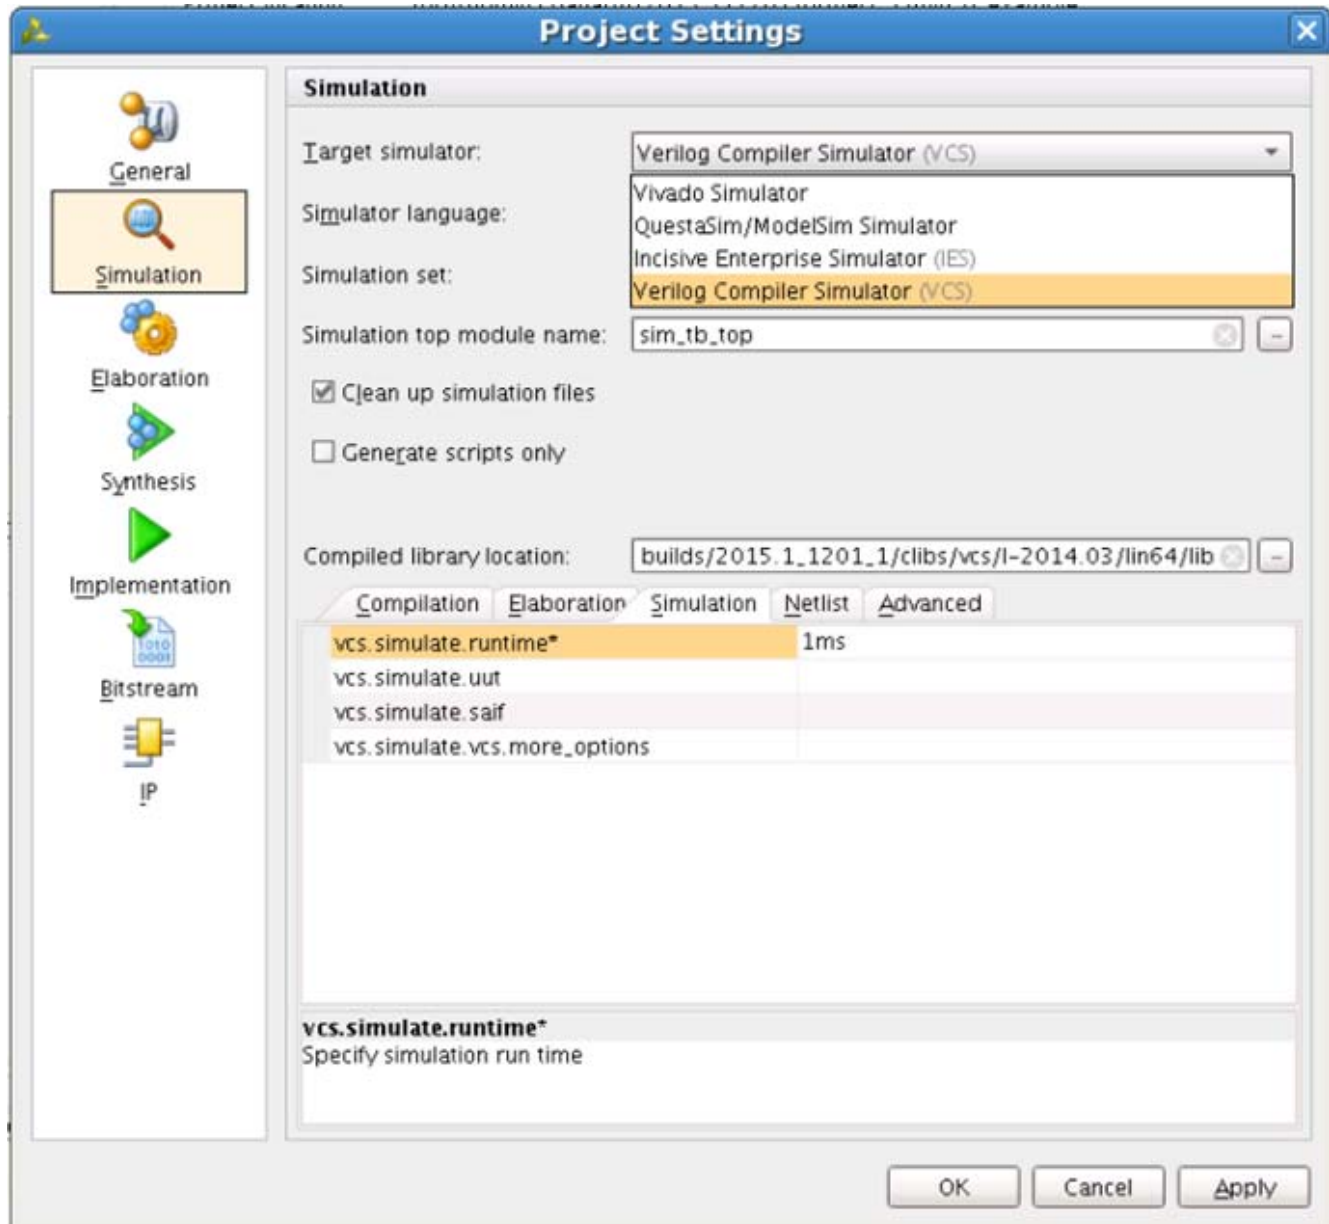 Project Settings
General
Simulation
Elaboration
Synthesis
Implementation
Bitstream
IP
Simulation
Target simulator: Verilog Compiler Simulator (VCS)
Vivado Simulator
Simulator language:
QuestaSim/ModelSim Simulator
Incisive Enterprise Simulator (IES)
Simulation set:
Verilog Compiler Simulator (VCS)
Simulation top module name: sim_tb_top
Clean up simulation files
Generate scripts only
Compiled library location: builds/2015.1_1201_1/clibs/vcs/I-2014.03/lin64/lib
Compilation Elaboration Simulation Netlist Advanced
vcs.simulate.runtime* 1ms
vcs.simulate.uut
vcs.simulate.saif
vcs.simulate.vcs.more_options
vcs.simulate.runtime*
Specify simulation run time
OK Cancel Apply